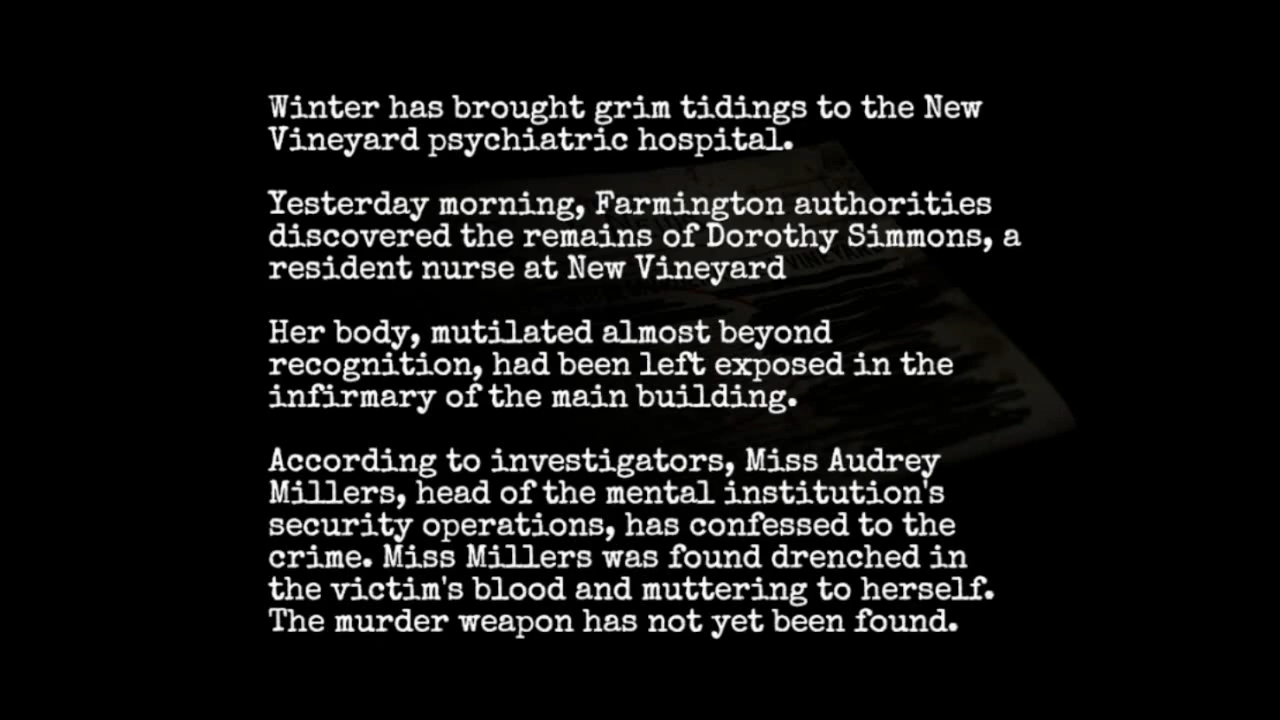 Winter has brought grim tidings to the New
Vineyard psychiatric hospital.
Yesterday morning, Farmington authorities
discovered the remains of Dorothy Simmons, a
resident nurse at New Vineyard
Her body, mutilated almost beyond
recognition, had been left exposed in the
infirmary of the main building.
According to investigators, Miss Audrey
Millers, head of the mental institution's
security operations, has confessed to the
crime. Miss Millers was found drenched in
the victim's blood and muttering to herself.
The murder weapon has not yet been found.